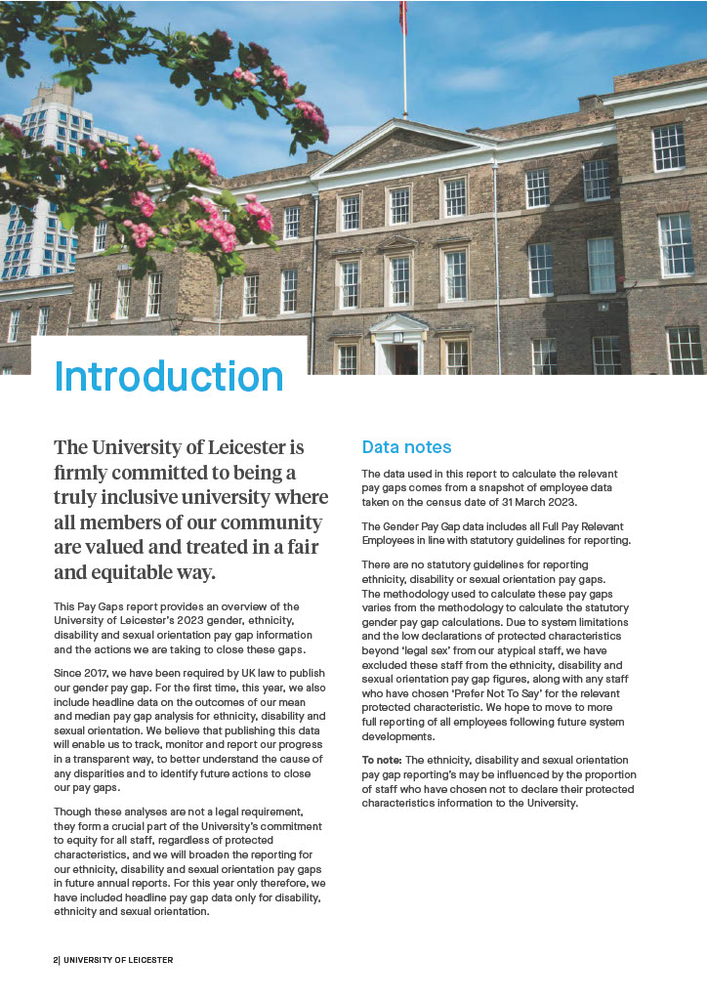 Introduction
The University of Leicester is
firmly committed to being a
truly inclusive university where
all members of our community
are valued and treated in a fair
and equitable way.
This Pay Gaps report provides an overview of the
University of Leicester’s 2023 gender, ethnicity,
disability and sexual orientation pay gap information
and the actions we are taking to close these gaps.
Since 2017, we have been required by UK law to publish
our gender pay gap. For the first time, this year, we also
include headline data on the outcomes of our mean
and median pay gap analysis for ethnicity, disability and
sexual orientation. We believe that publishing this data
will enable us to track, monitor and report our progress
in a transparent way, to better understand the cause of
any disparities and to identify future actions to close
our pay gaps.
Though these analyses are not a legal requirement,
they form a crucial part of the University’s commitment
to equity for all staff, regardless of protected
characteristics, and we will broaden the reporting for
our ethnicity, disability and sexual orientation pay gaps
in future annual reports. For this year only therefore, we
have included headline pay gap data only for disability,
ethnicity and sexual orientation.
Data notes
The data used in this report to calculate the relevant
pay gaps comes from a snapshot of employee data
taken on the census date of 31 March 2023.
The Gender Pay Gap data includes all Full Pay Relevant
Employees in line with statutory guidelines for reporting.
There are no statutory guidelines for reporting
ethnicity, disability or sexual orientation pay gaps.
The methodology used to calculate these pay gaps
varies from the methodology to calculate the statutory
gender pay gap calculations. Due to system limitations
and the low declarations of protected characteristics
beyond ‘legal sex’ from our atypical staff, we have
excluded these staff from the ethnicity, disability and
sexual orientation pay gap figures, along with any staff
who have chosen ‘Prefer Not To Say’ for the relevant
protected characteristic. We hope to move to more
full reporting of all employees following future system
developments.
To note: The ethnicity, disability and sexual orientation
pay gap reporting’s may be influenced by the proportion
of staff who have chosen not to declare their protected
characteristics information to the University.
2| UNIVERSITY OF LEICESTER